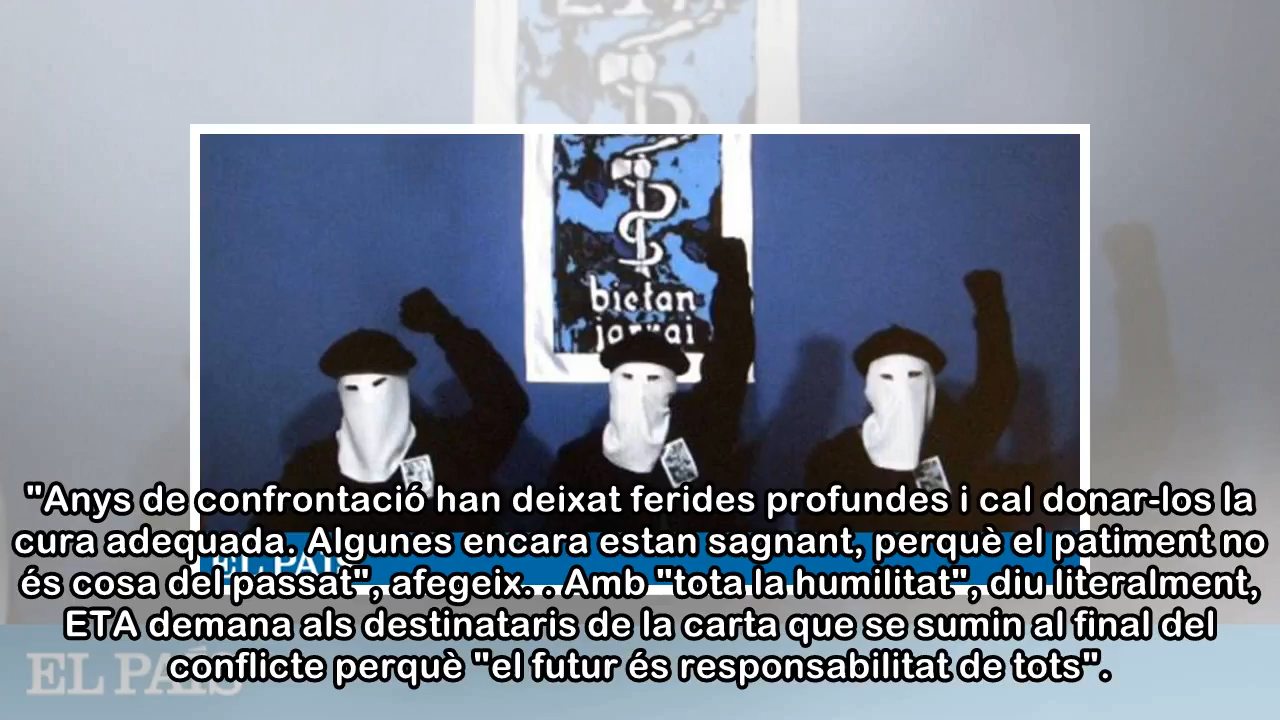 ETA
bietan
jarrai
"Anys de confrontació han deixat ferides profundes i cal donar-los la
cura adequada. Algunes encara estan sagnant, perquè el patiment no
és cosa del passat", afegeix. . Amb "tota la humilitat", diu literalment,
ETA demana als destinataris de la carta que se sumin al final del
conflicte perquè "el futur és responsabilitat de tots".
EL PAÍS
EL PAÍS